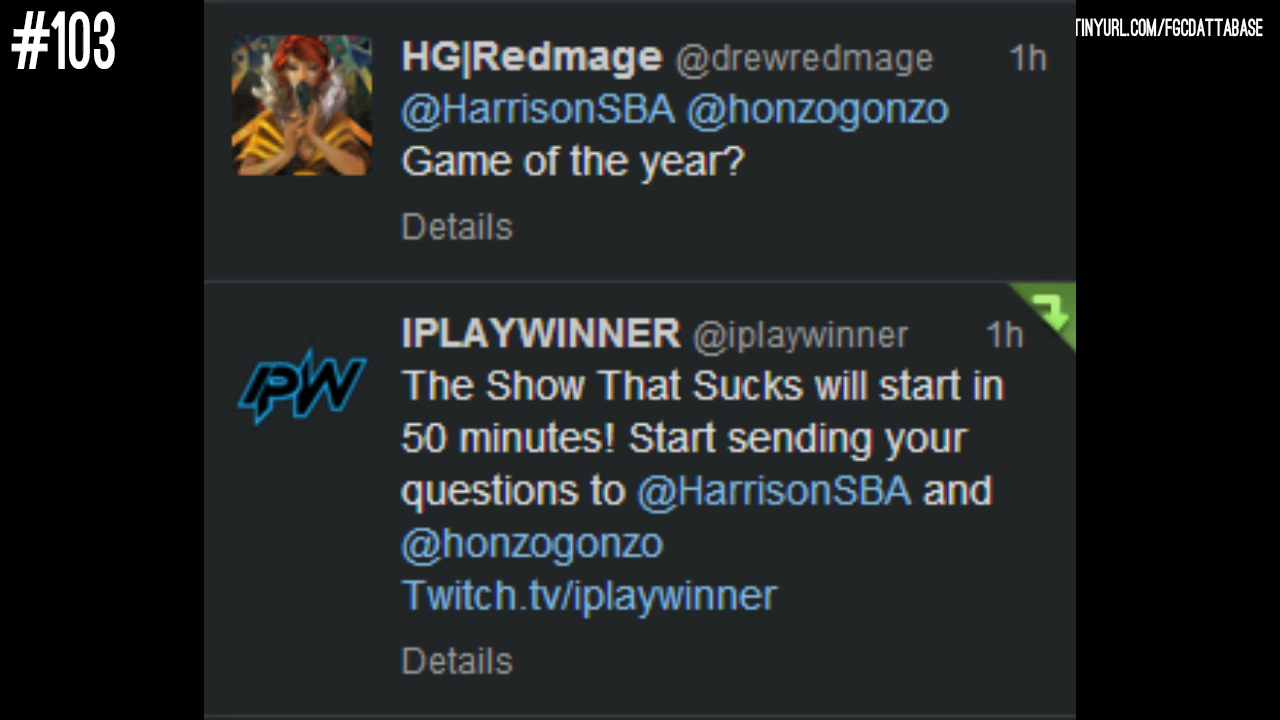 #103
TINYURL.COM/FGCDATTABASE
HG|Redmage @drewredmage 1h
@HarrisonSBA @honzogonzo
Game of the year?
Details
IPLAYWINNER @iplaywinner 1h
PW
The Show That Sucks will start in
50 minutes! Start sending your
questions to @HarrisonSBA and
@honzogonzo
Twitch.tv/iplaywinner
Details